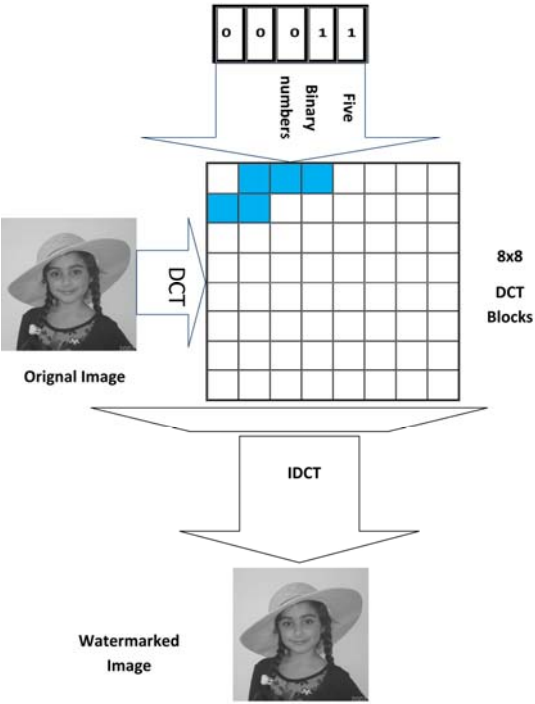 0 0 0 1 1
Five
Binary
numbers
DCT
8x8
DCT
Blocks
Orignal Image
IDCT
Watermarked
Image